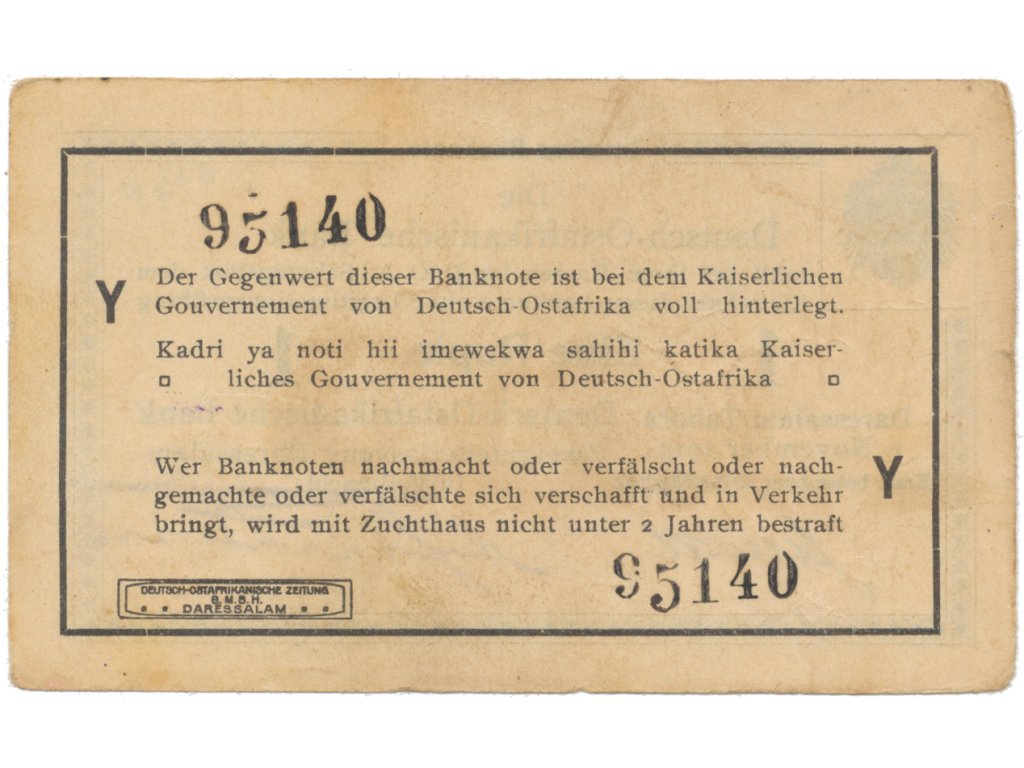 95140
Der Gegenwert dieser Banknote ist bei dem Kaiserlichen
Y
Gouvernement von Deutsch-Ostafrika voll hinterlegt.
Kadri ya noti hii imewekwa sahihi katika Kaiser-
liches Gouvernement von Deutsch-Ostafrika
Wer Banknoten nachmacht oder verfälscht oder nach-
Y
gemachte oder verfälschte sich verschafft und in Verkehr
bringt, wird mit Zuchthaus nicht unter 2 Jahren bestraft
95140
DEUTSCH-OSTAFRIKANISCHE ZEITUNG
G.M.B.H.
DARESSALAM